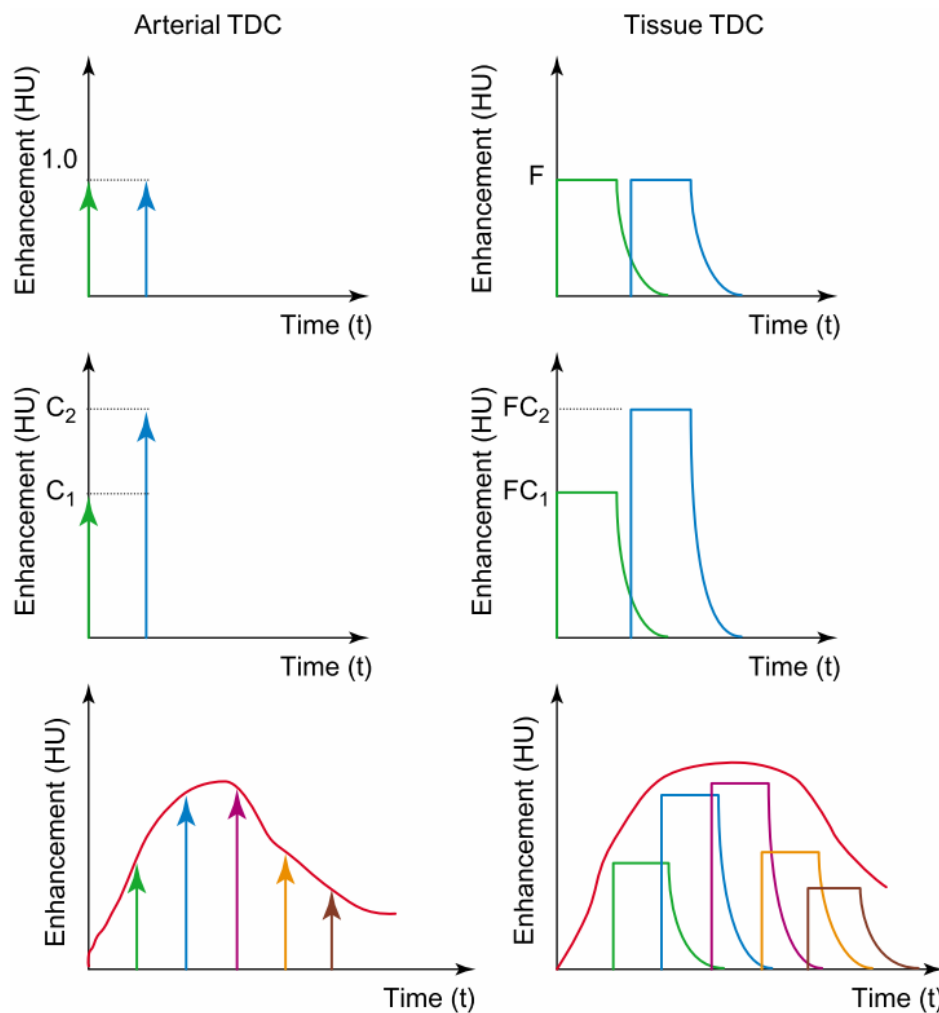 Arterial TDC
Tissue TDC
Enhancement (HU)
1.0
Time (t)
Enhancement (HU)
F
Time (t)
Enhancement (HU)
C₂
C₁
Time (t)
Enhancement (HU)
FC₂
FC₁
Time (t)
Enhancement (HU)
Time (t)
Enhancement (HU)
Time (t)